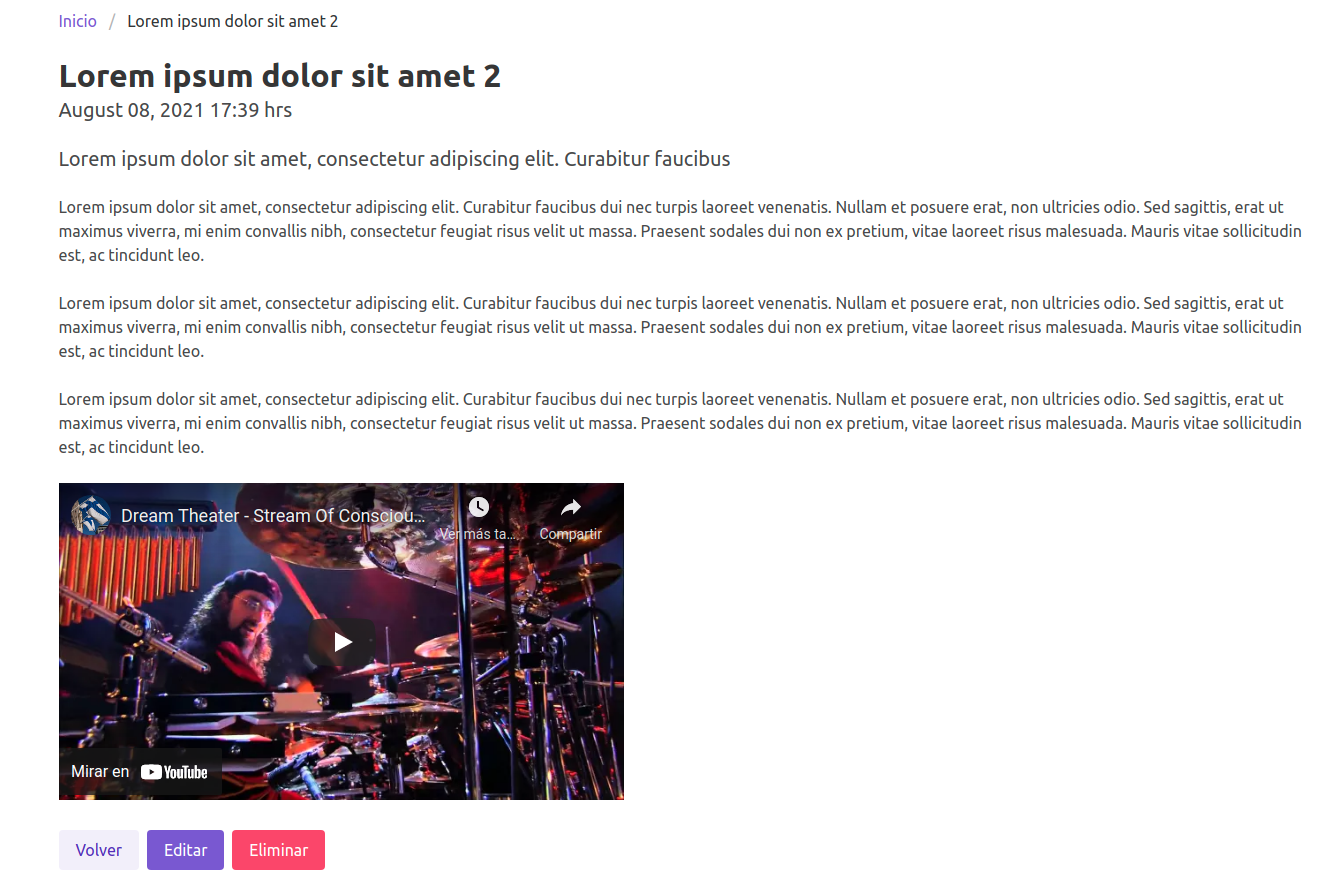 Inicio / Lorem ipsum dolor sit amet 2
Lorem ipsum dolor sit amet 2
August 08, 2021 17:39 hrs
Lorem ipsum dolor sit amet, consectetur adipiscing elit. Curabitur faucibus
Lorem ipsum dolor sit amet, consectetur adipiscing elit. Curabitur faucibus dui nec turpis laoreet venenatis. Nullam et posuere erat, non ultricies odio. Sed sagittis, erat ut
maximus viverra, mi enim convallis nibh, consectetur feugiat risus velit ut massa. Praesent sodales dui non ex pretium, vitae laoreet risus malesuada. Mauris vitae sollicitudin
est, ac tincidunt leo.
Lorem ipsum dolor sit amet, consectetur adipiscing elit. Curabitur faucibus dui nec turpis laoreet venenatis. Nullam et posuere erat, non ultricies odio. Sed sagittis, erat ut
maximus viverra, mi enim convallis nibh, consectetur feugiat risus velit ut massa. Praesent sodales dui non ex pretium, vitae laoreet risus malesuada. Mauris vitae sollicitudin
est, ac tincidunt leo.
Lorem ipsum dolor sit amet, consectetur adipiscing elit. Curabitur faucibus dui nec turpis laoreet venenatis. Nullam et posuere erat, non ultricies odio. Sed sagittis, erat ut
maximus viverra, mi enim convallis nibh, consectetur feugiat risus velit ut massa. Praesent sodales dui non ex pretium, vitae laoreet risus malesuada. Mauris vitae sollicitudin
est, ac tincidunt leo.
Dream Theater - Stream Of Consciou...
Ver más ta... Compartir
Mirar en YouTube
Volver Editar Eliminar